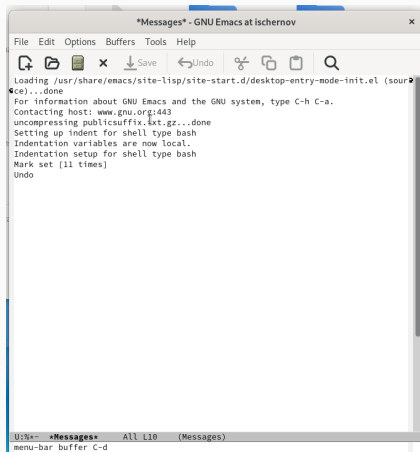 *Messages* - GNU Emacs at ischernov
×
File Edit Options Buffers Tools Help
Save Undo
Loading /usr/share/emacs/site-lisp/site-start.d/desktop-entry-mode-init.el (sour
ce)...done
For information about GNU Emacs and the GNU system, type C-h C-a.
Contacting host: www.gnu.org:443
uncompressing publicsuffix.txt.gz...done
Setting up indent for shell type bash
Indentation variables are now local.
Indentation setup for shell type bash
Mark set [11 times]
Undo
U:%*- *Messages* All L10 (Messages)
menu-bar buffer C-d